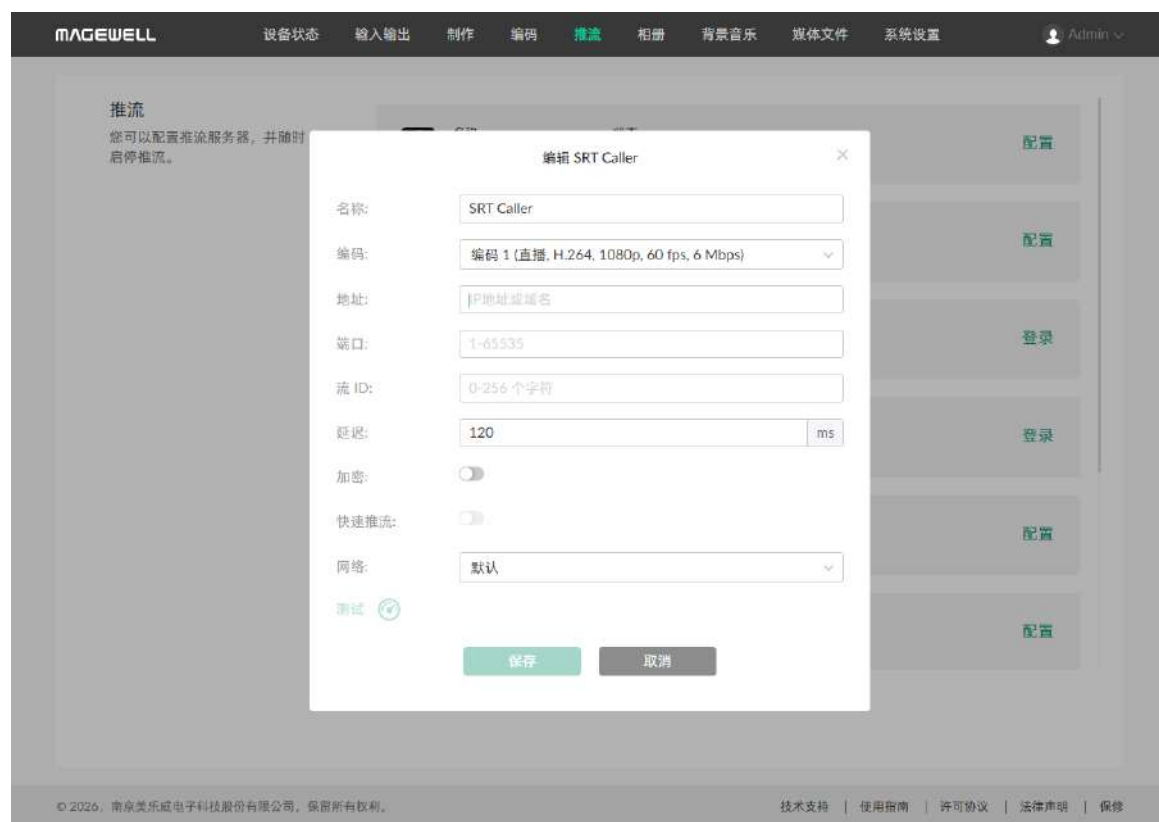 MAGEWELL
设备状态 输入输出 制作 编码 推流 相册 背景音乐 媒体文件 系统设置 Admin
推流
您可以配置推流服务器，并随时
启停推流。
配置
编辑 SRT Caller
名称: SRT Caller
配置
编码: 编码 1 (直播, H.264, 1080p, 60 fps, 6 Mbps)
地址: IP地址或域名
端口: 1-65535
登录
流 ID: 0-256 个字符
延迟: 120 ms
登录
加密:
快速推流:
配置
网络: 默认
测试
配置
保存 取消
© 2026，南京美乐威电子科技股份有限公司，保留所有权利。 技术支持 | 使用指南 | 许可协议 | 法律声明 | 保修